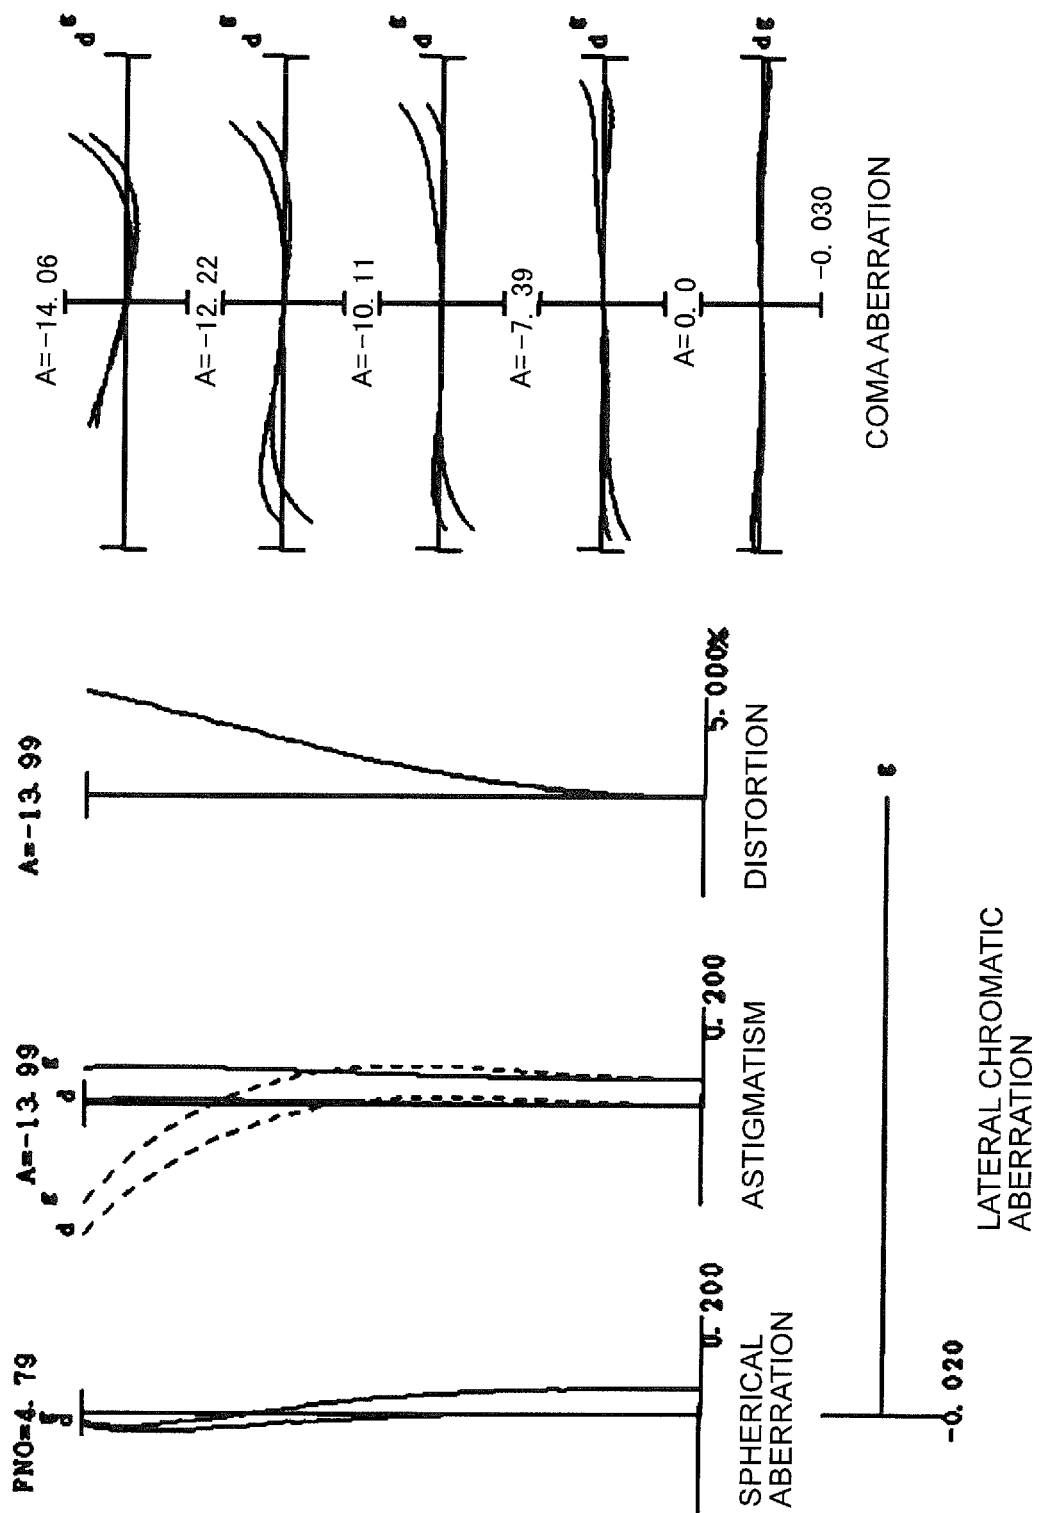 FNO=4. 79
g
d
0. 200
SPHERICAL
ABERRATION
A=-13. 99
d g
d g
0. 200
ASTIGMATISM
A=-13. 99
5. 000%
DISTORTION
A=-14. 06
g
d
A=-12. 22
g
d
A=-10. 11
g
d
A=-7. 39
g
d
A=0. 0
g d
-0. 030
COMA ABERRATION
g
-0. 020
LATERAL CHROMATIC
ABERRATION